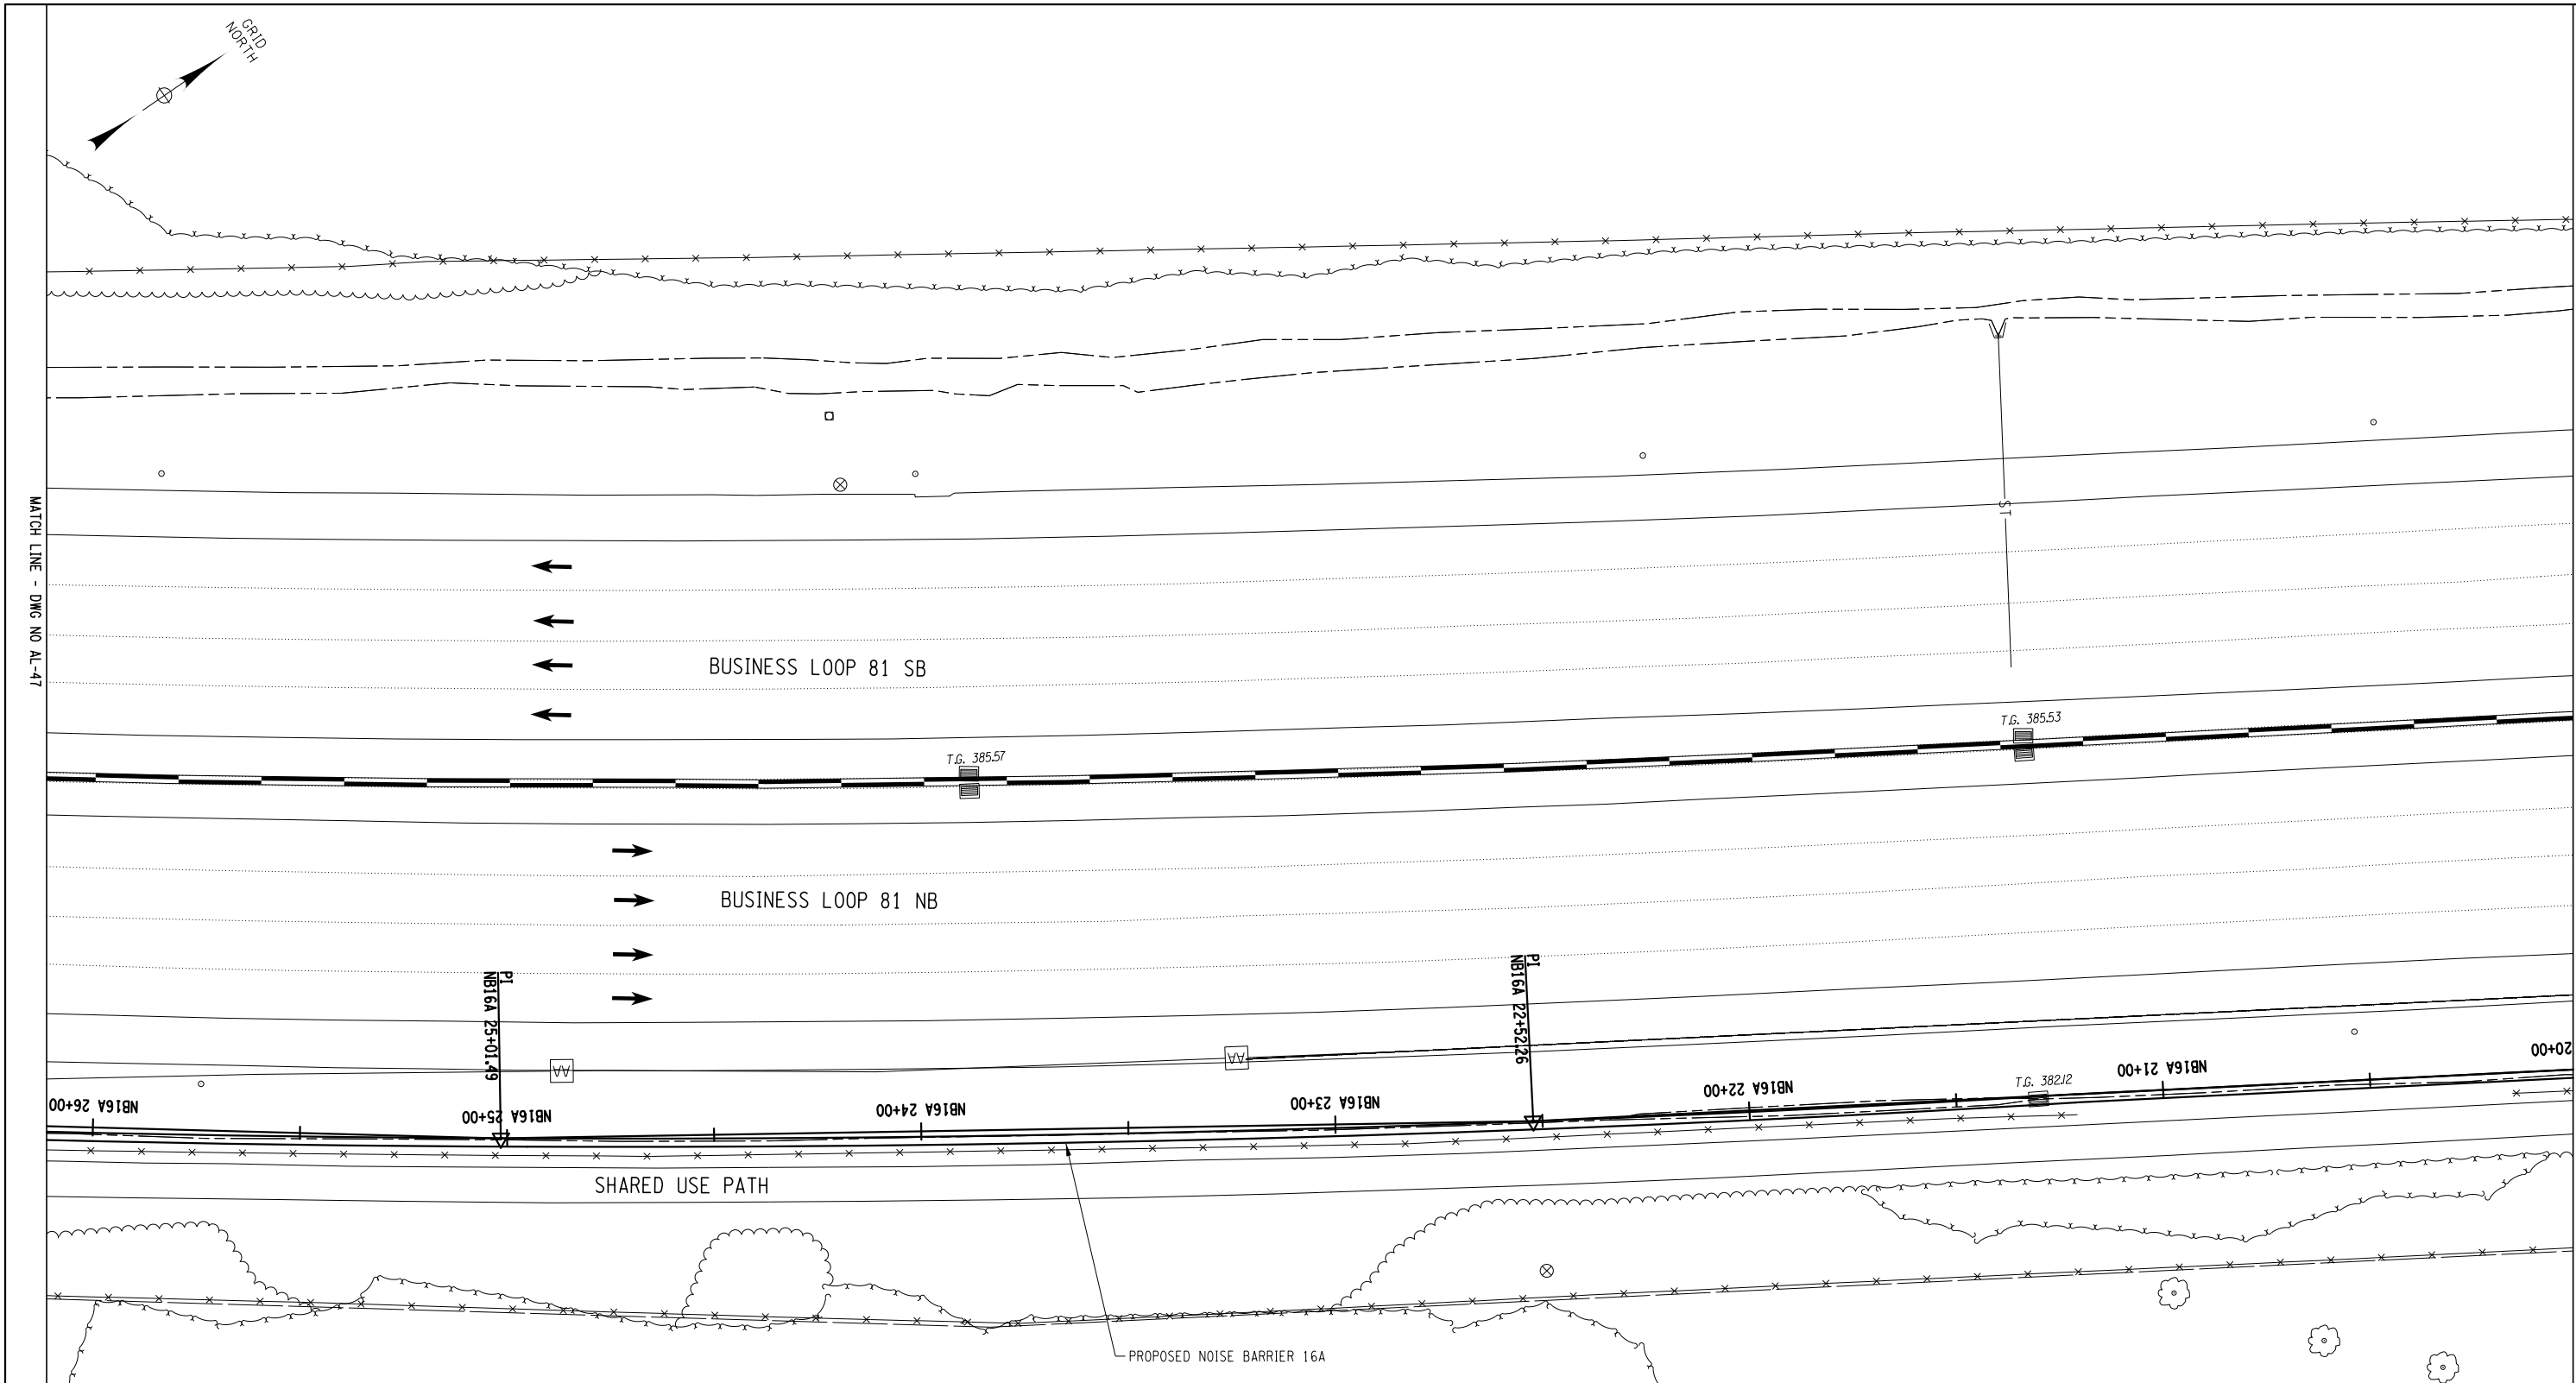 GRID
NORTH
MATCH LINE - DWG NO AL-47
ST
BUSINESS LOOP 81 SB
T.G. 385.53
T.G. 385.57
BUSINESS LOOP 81 NB
PI
NB16A 25+01.49
PI
NB16A 22+52.26
20+00
NB16A 21+00
T.G. 382.12
NB16A 22+00
NB16A 23+00
NB16A 24+00
NB16A 25+00
NB16A 26+00
SHARED USE PATH
PROPOSED NOISE BARRIER 16A